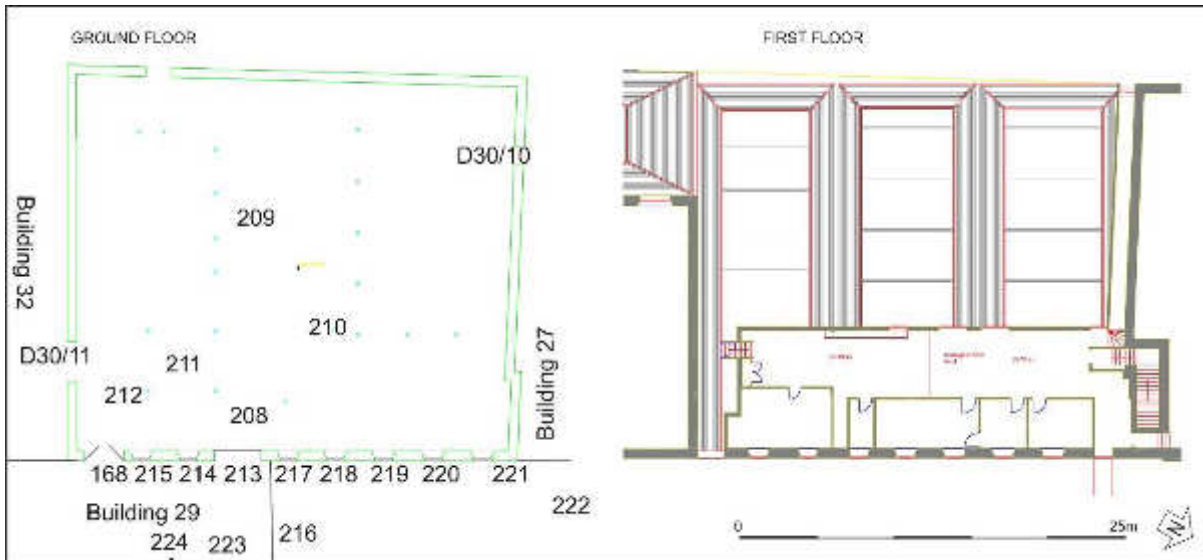 GROUND FLOOR
FIRST FLOOR
D30/10
Building 32
209
210
D30/11
211
212
208
Building 27
168 215 214 213 217 218 219 220 221
Building 29
222
224 223 216
0 25m
N